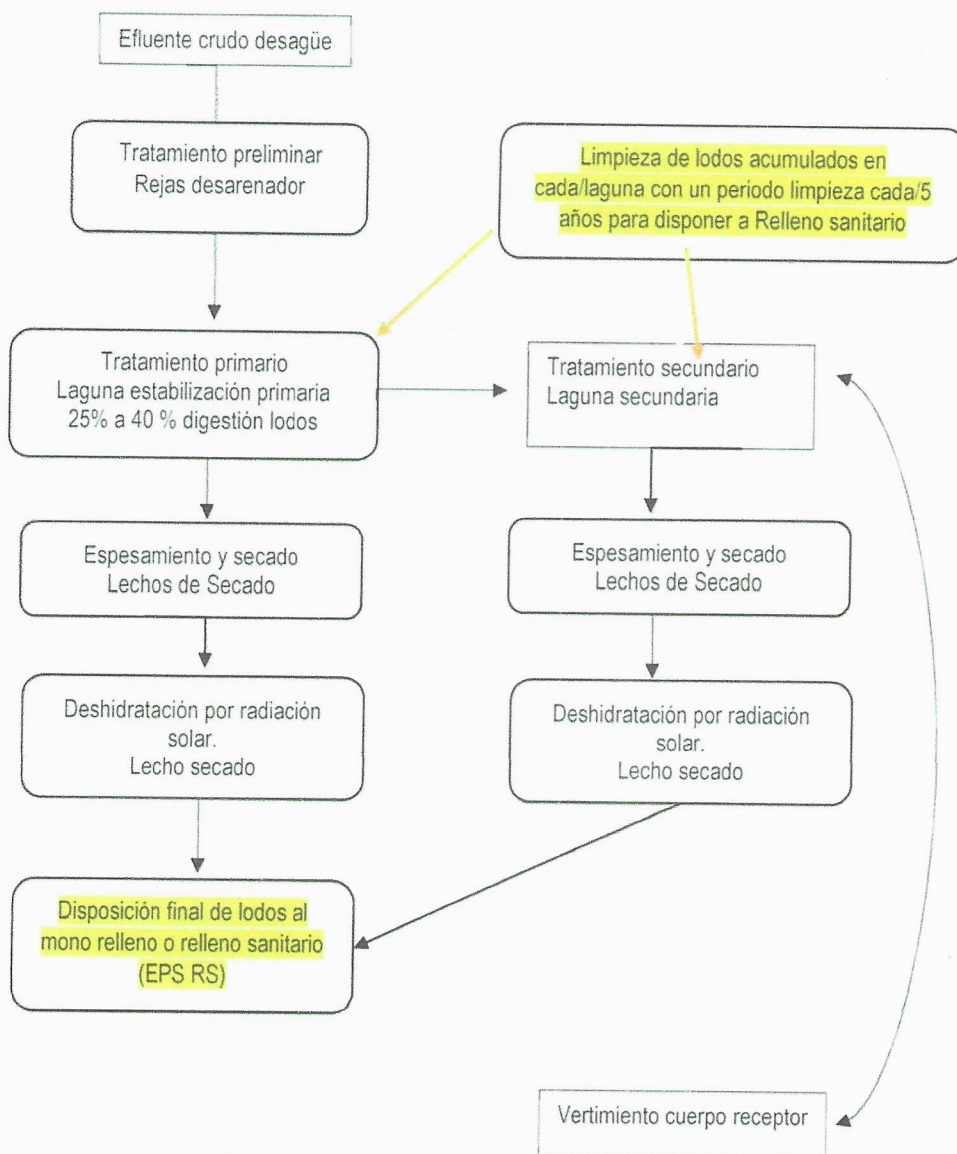 Efluente crudo desagüe
Tratamiento preliminar
Rejas desarenador
Limpieza de lodos acumulados en
cada/laguna con un periodo limpieza cada/5
años para disponer a Relleno sanitario
Tratamiento primario
Laguna estabilización primaria
25% a 40 % digestión lodos
Tratamiento secundario
Laguna secundaria
Espesamiento y secado
Lechos de Secado
Espesamiento y secado
Lechos de Secado
Deshidratación por radiación
solar.
Lecho secado
Deshidratación por radiación
solar.
Lecho secado
Disposición final de lodos al
mono relleno o relleno sanitario
(EPS RS)
Vertimiento cuerpo receptor